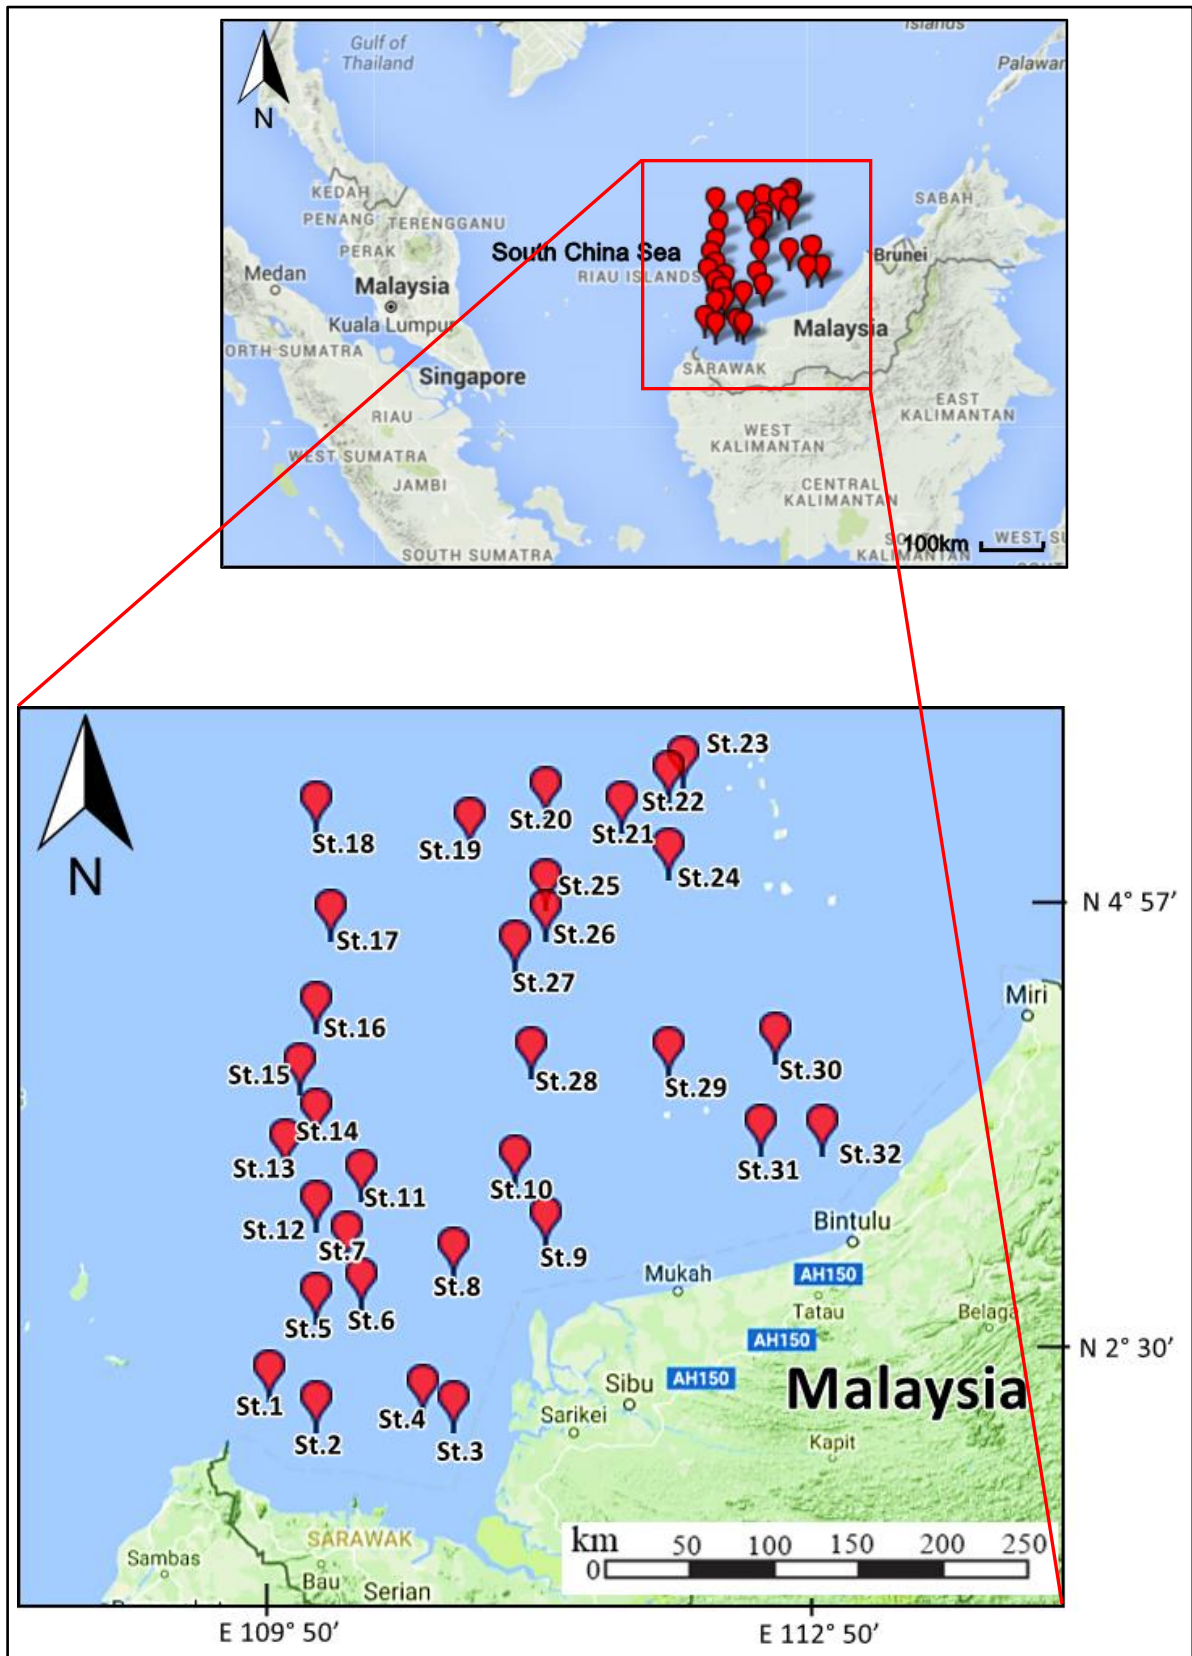 Islands
Gulf of
Thailand
Palawan
N
KEDAH
PENANG
TERENGGANU
PERAK
SABAH
South China Sea
Brunei
RIAU ISLANDS
Medan
Malaysia
Kuala Lumpur
Malaysia
ORTH SUMATRA
SARAWAK
Singapore
EAST
KALIMANTAN
RIAU
WEST
KALIMANTAN
WEST SUMATRA
JAMBI
CENTRAL
KALIMANTAN
100km
WEST SU
KALIMANTAN
SOUTH SUMATRA
St.23
St.22
St.20
St.21
St.18
St.19
N
St.24
St.25
N 4° 57’
St.26
St.17
St.27
Miri
St.16
St.30
St.15
St.28
St.29
St.14
St.13
St.31
St.32
St.10
St.11
St.12
Bintulu
St.7
St.9
St.8
Mukah
AH150
St.5
St.6
Tatau
Belaga
AH150
N 2° 30’
AH150
Malaysia
Sibu
St.1
St.4
Sarikei
St.2
St.3
Kapit
km
50
100
150
200
250
0
SARAWAK
Sambas
Bau
Serian
E 109° 50’
E 112° 50’